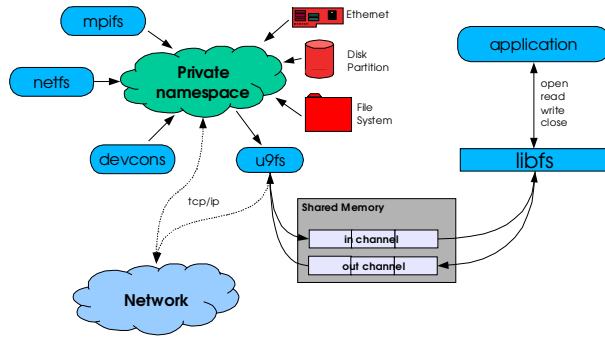 mpifs
Ethernet
application
Private
namespace
Disk
Partition
netfs
open
read
write
close
File
System
devcons
u9fs
libfs
tcp/ip
Shared Memory
in channel
out channel
Network